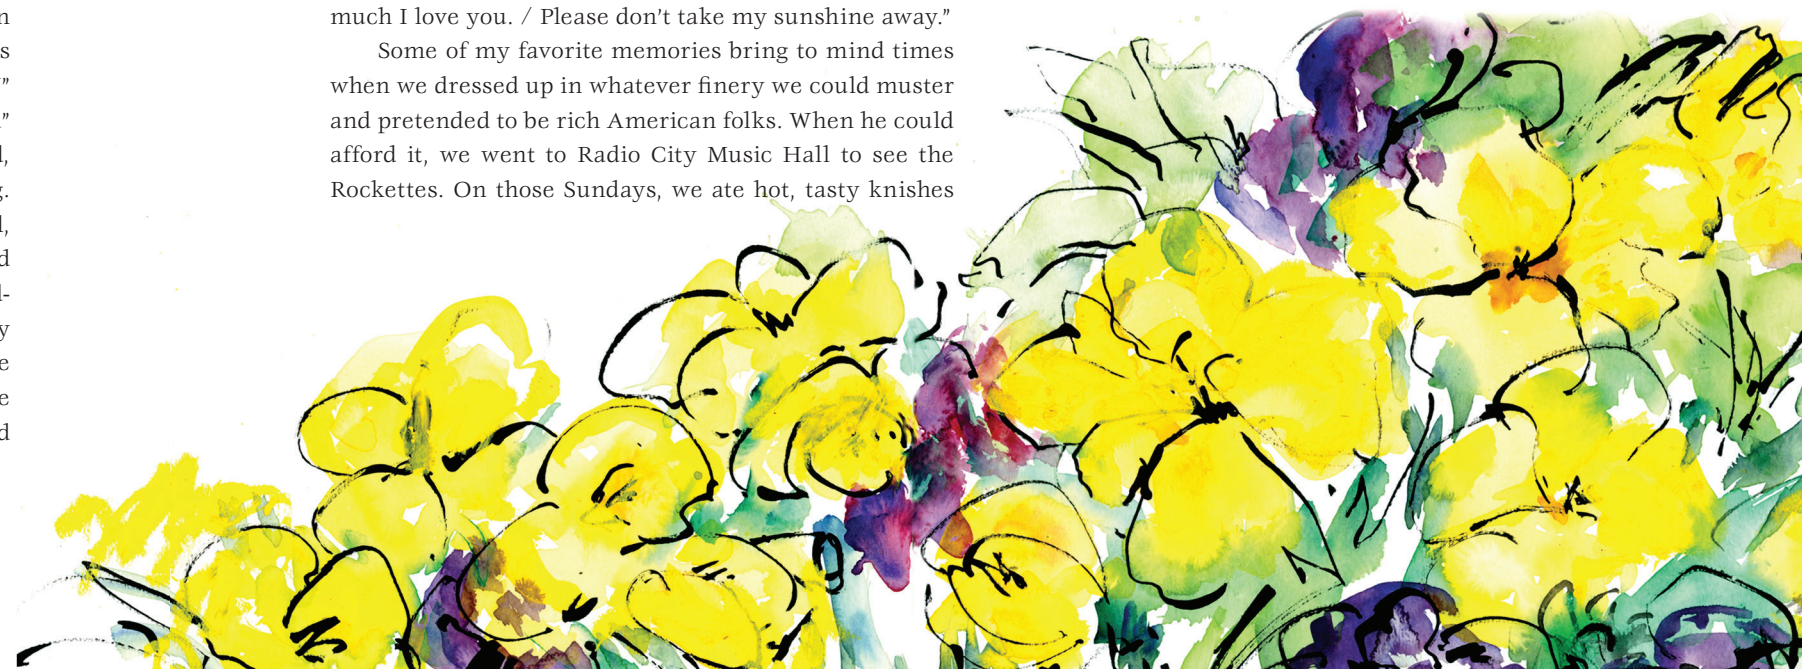 n
s
”
”
l,
g.
l,
d
l-
y
e
e
d
much I love you. / Please don’t take my sunshine away.”
Some of my favorite memories bring to mind times
when we dressed up in whatever finery we could muster
and pretended to be rich American folks. When he could
afford it, we went to Radio City Music Hall to see the
Rockettes. On those Sundays, we ate hot, tasty knishes